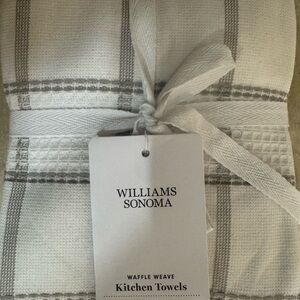 WILLIAMS
SONOMA
WAFFLE WEAVE
Kitchen Towels